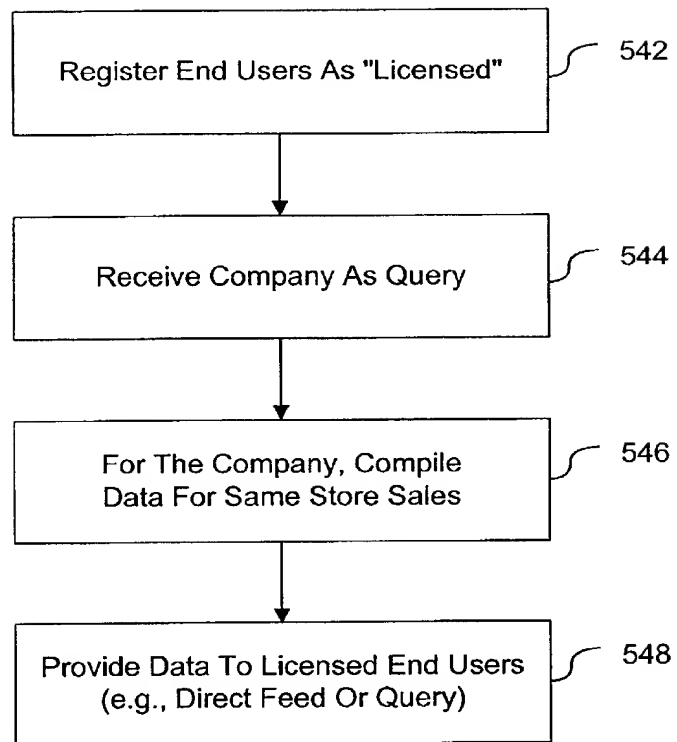 Register End Users As "Licensed"
542
Receive Company As Query
544
For The Company, Compile
Data For Same Store Sales
546
Provide Data To Licensed End Users
(e.g., Direct Feed Or Query)
548